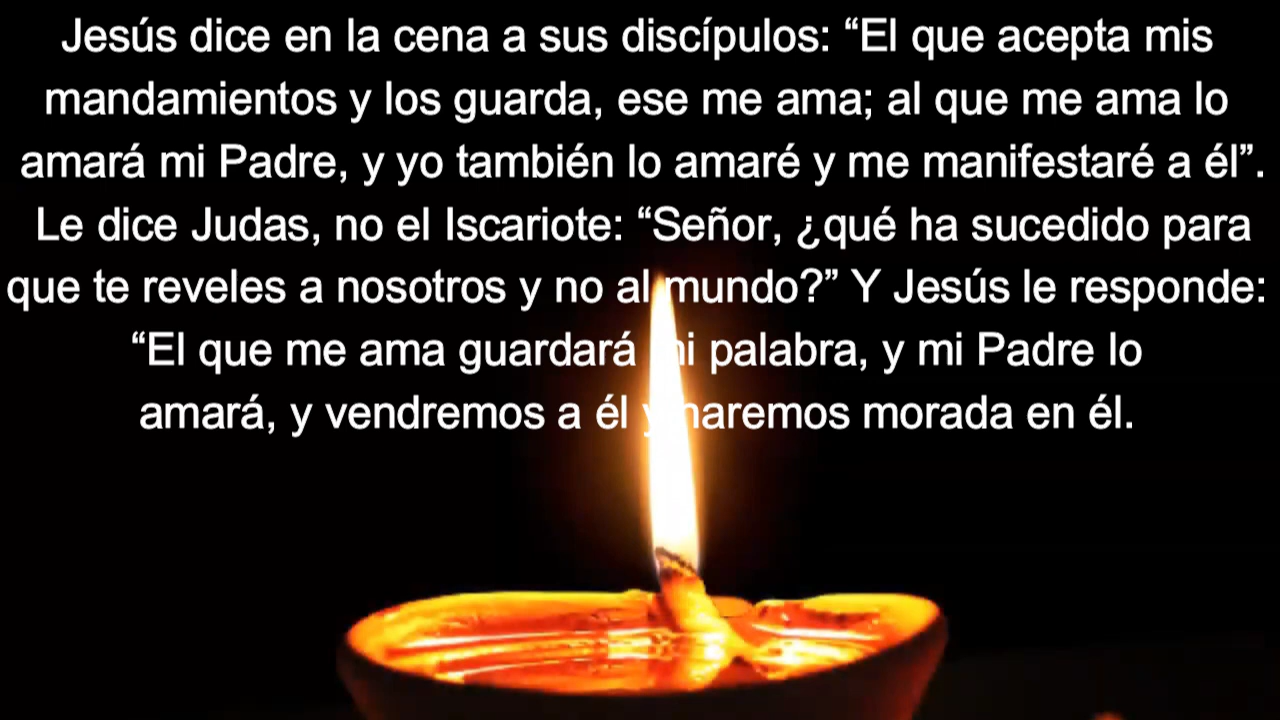 Jesús dice en la cena a sus discípulos: “El que acepta mis
mandamientos y los guarda, ese me ama; al que me ama lo
amará mi Padre, y yo también lo amaré y me manifestaré a él”.
Le dice Judas, no el Iscariote: “Señor, ¿qué ha sucedido para
que te reveles a nosotros y no al mundo?” Y Jesús le responde:
“El que me ama guardará mi palabra, y mi Padre lo
amará, y vendremos a él y haremos morada en él.